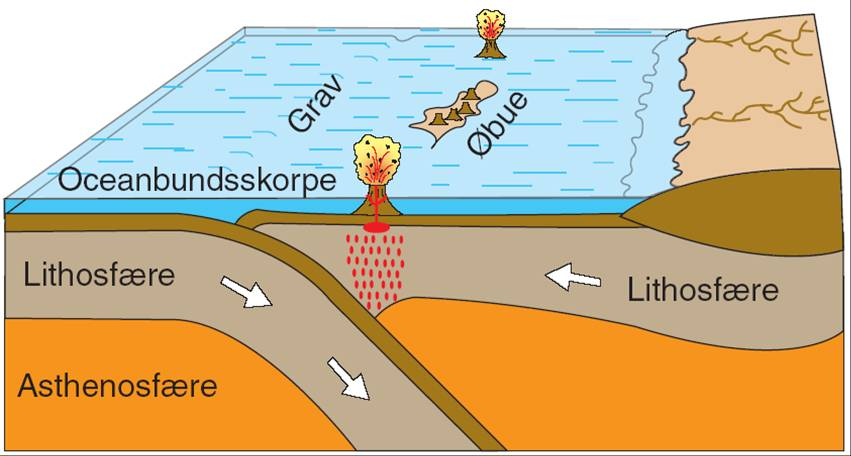 Grav
Øbue
Oceanbundsskorpe
Lithosfære
Lithosfære
Asthenosfære